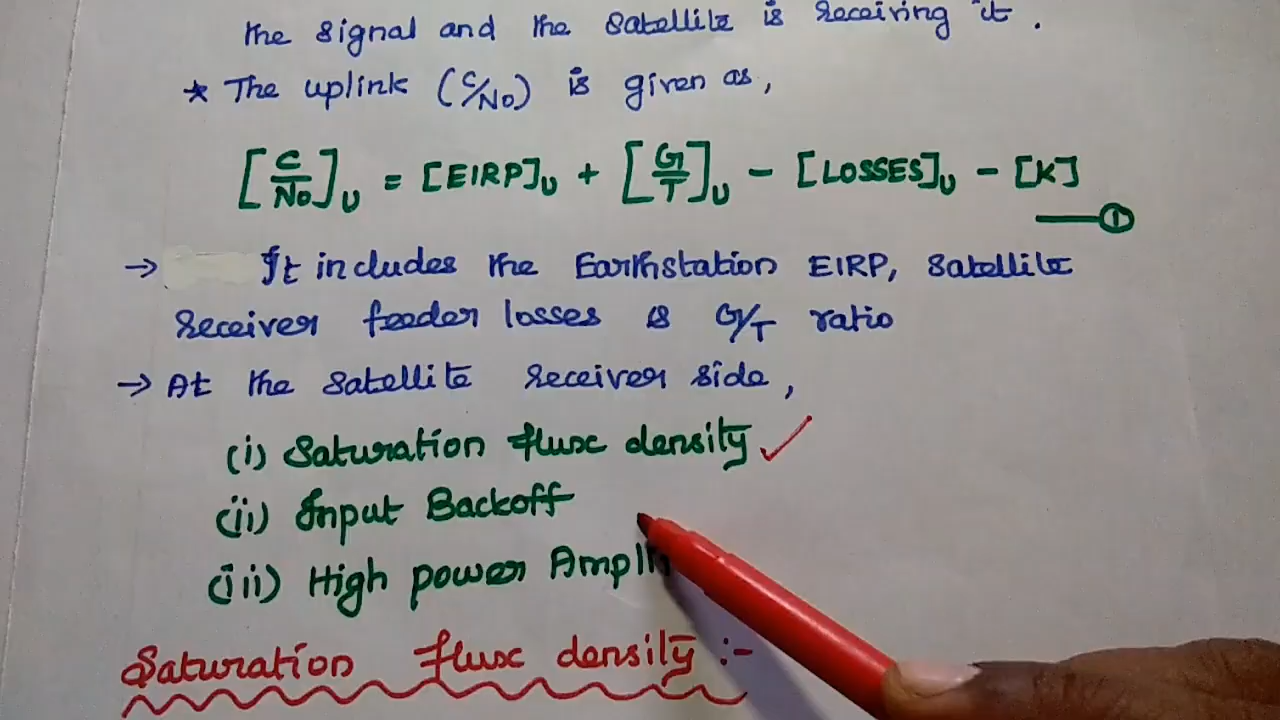 the signal and the satellite is receiving it.
* The uplink (C/No) is given as,
[C/No]U = [EIRP]U + [G/T]U - [LOSSES]U - [K]
①
→ It includes the Earthstation EIRP, satellite
receiver feeder losses is G/T ratio
→ At the satellite receiver side,
(i) Saturation flux density ✓
(ii) Input Backoff
(iii) High power
Saturation flux density :-